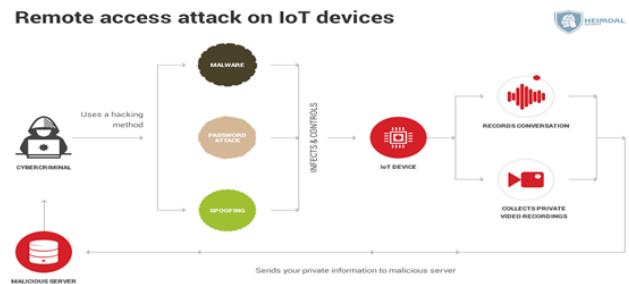 Remote access attack on IoT devices
HEIMDAL
SECURITY
MALWARE
Uses a hacking
method
PASSWORD
ATTACK
INFECTS & CONTROLS
RECORDS CONVERSATION
CYBERCRIMINAL
IoT DEVICE
SPOOFING
COLLECTS PRIVATE
VIDEO RECORDINGS
Sends your private information to malicious server
MALICIOUS SERVER